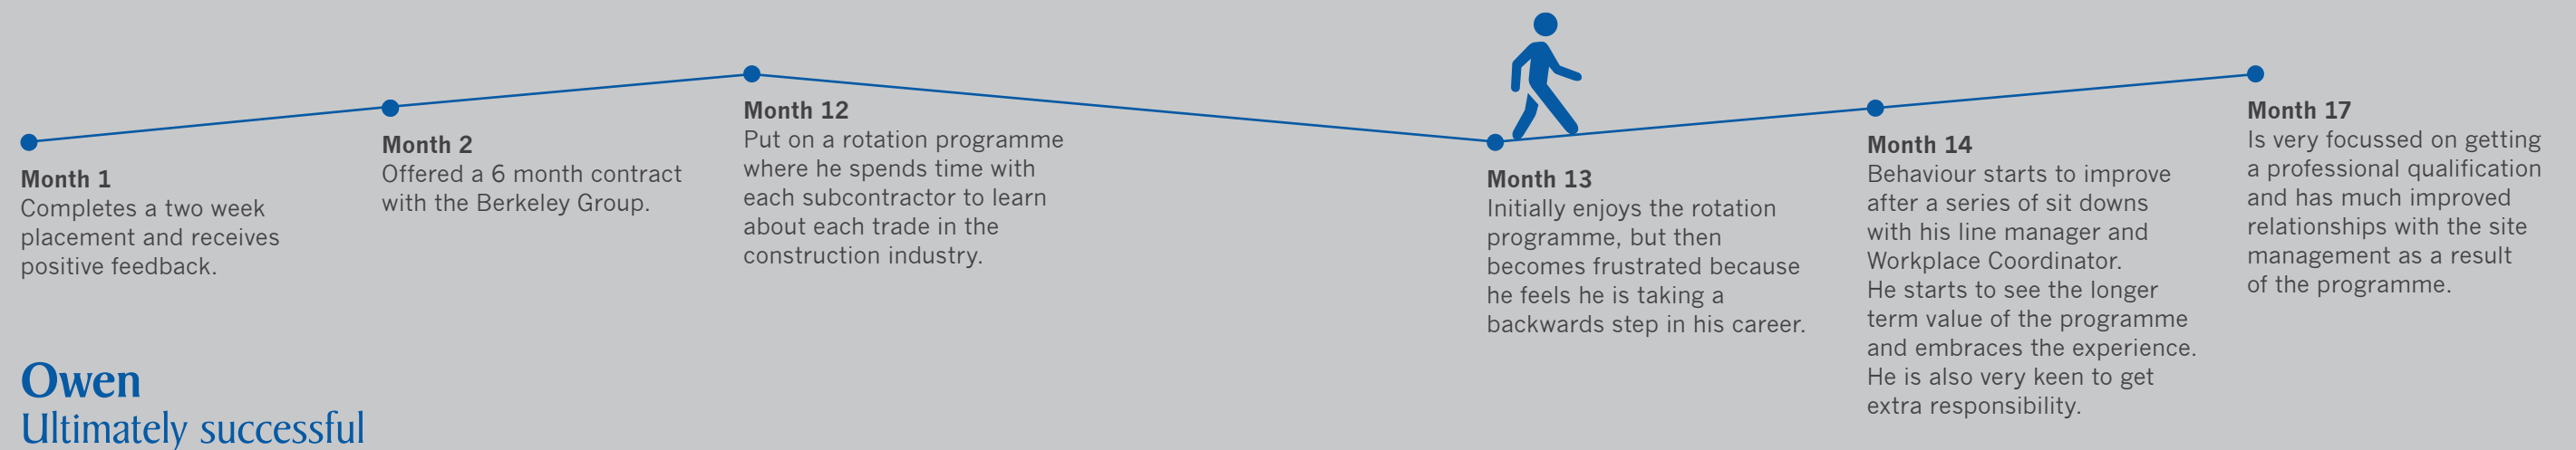 Month 1
Completes a two week
placement and receives
positive feedback.
Month 2
Offered a 6 month contract
with the Berkeley Group.
Month 12
Put on a rotation programme
where he spends time with
each subcontractor to learn
about each trade in the
construction industry.
Month 13
Initially enjoys the rotation
programme, but then
becomes frustrated because
he feels he is taking a
backwards step in his career.
Month 14
Behaviour starts to improve
after a series of sit downs
with his line manager and
Workplace Coordinator.
He starts to see the longer
term value of the programme
and embraces the experience.
He is also very keen to get
extra responsibility.
Month 17
Is very focussed on getting
a professional qualification
and has much improved
relationships with the site
management as a result
of the programme.
Owen
Ultimately successful